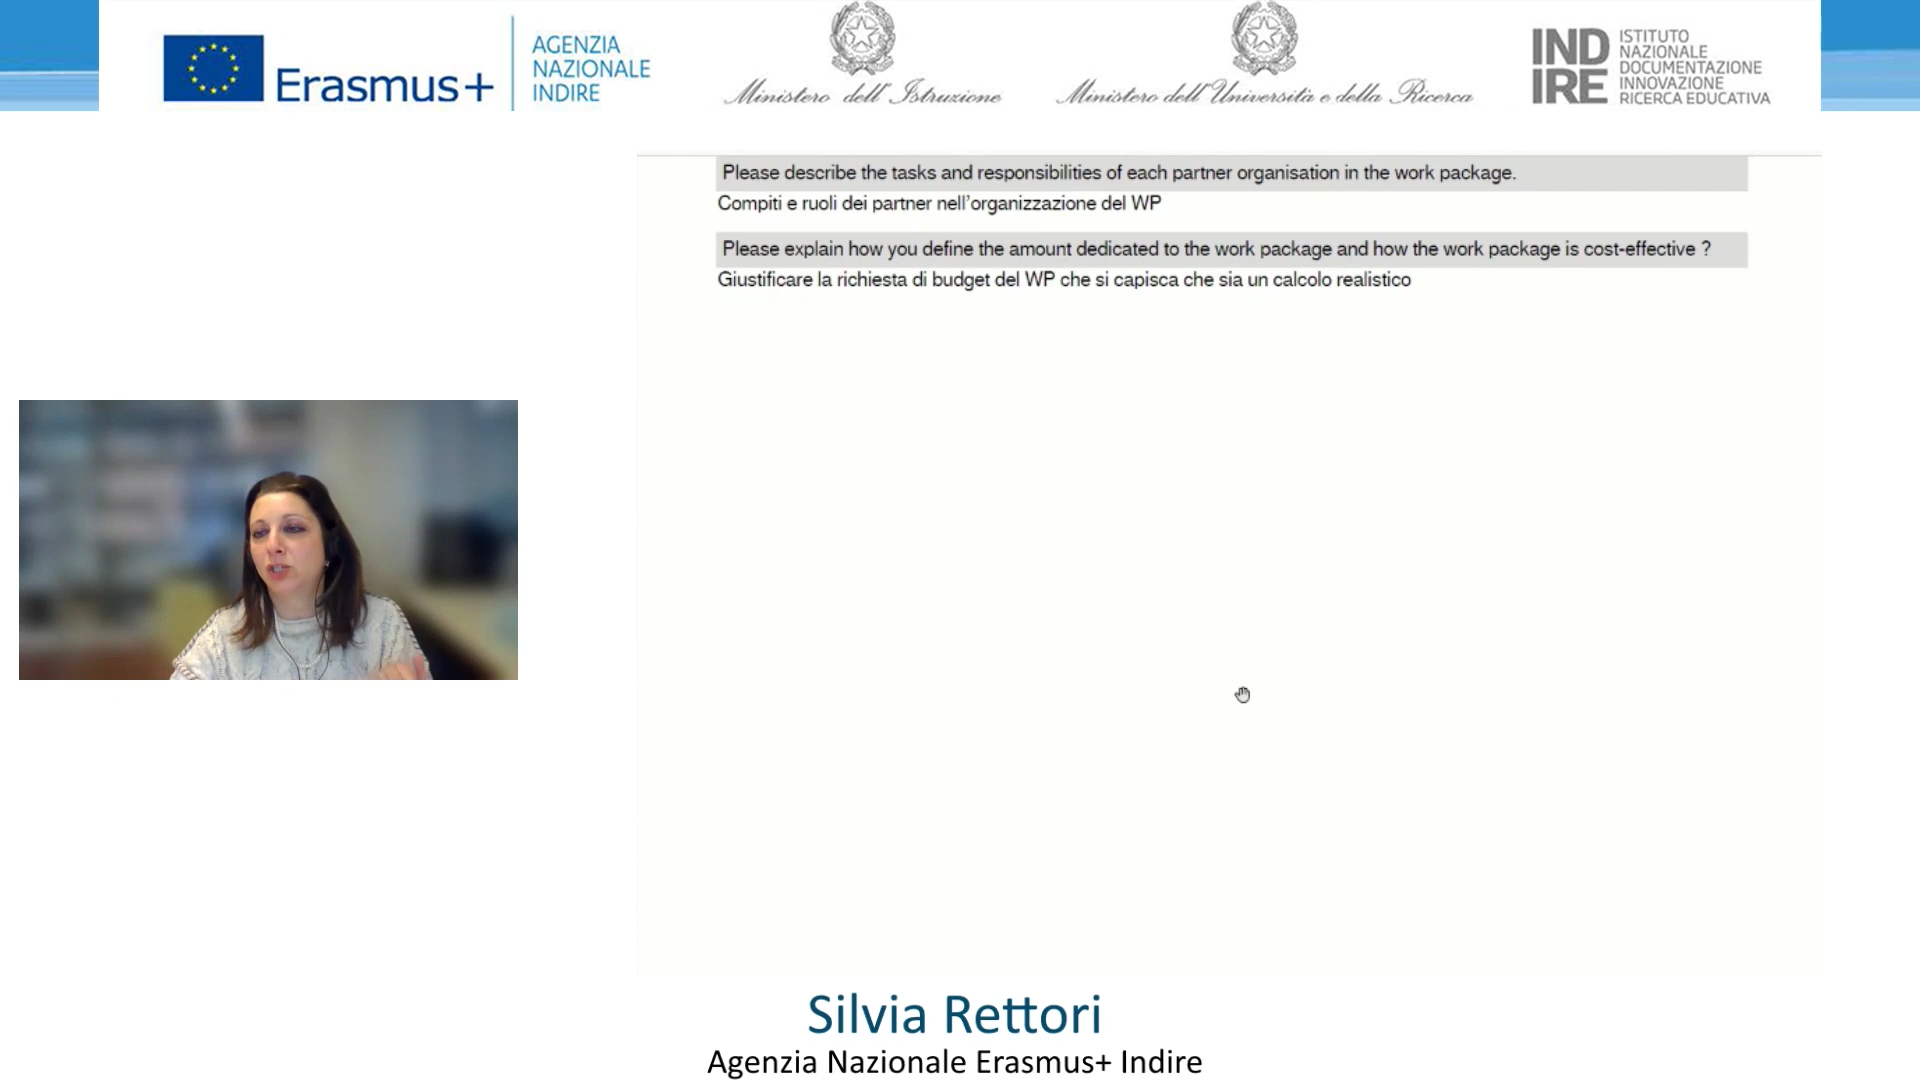 Erasmus+
AGENZIA
NAZIONALE
INDIRE
Ministero dell'Istruzione
Ministero dell'Università e della Ricerca
IND
IRE
ISTITUTO
NAZIONALE
DOCUMENTAZIONE
INNOVAZIONE
RICERCA EDUCATIVA
Please describe the tasks and responsibilities of each partner organisation in the work package.
Compiti e ruoli dei partner nell'organizzazione del WP
Please explain how you define the amount dedicated to the work package and how the work package is cost-effective ?
Giustificare la richiesta di budget del WP che si capisca che sia un calcolo realistico
Silvia Rettori
Agenzia Nazionale Erasmus+ Indire